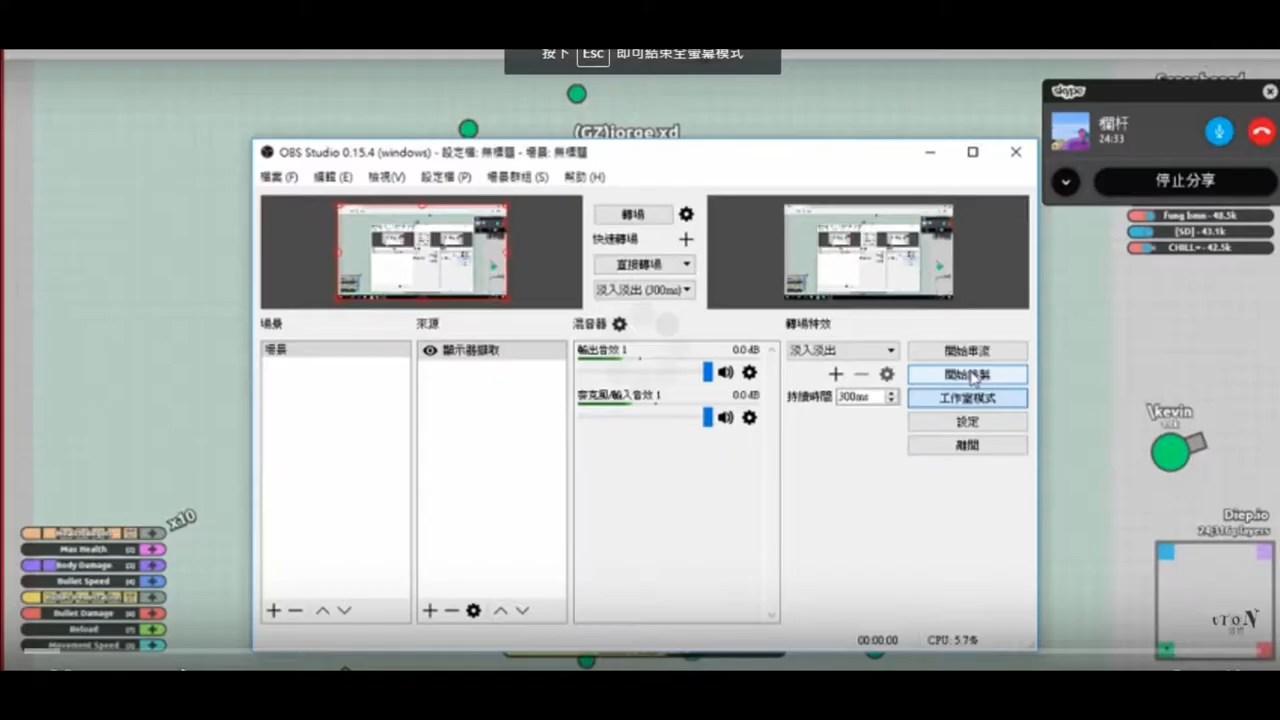 按下 Esc 即可結束全螢幕模式
skype
欄杆
24:33
停止分享
(GZ)jorge xd
OBS Studio 0.15.4 (windows) - 設定檔: 無標題 - 場景: 無標題
檔案 (F) 編輯 (E) 檢視(V) 設定檔 (P) 場景群組 (S) 幫助 (H)
轉場
快速轉場
直接轉場
淡入淡出 (300ms)
場景
來源
混音器
轉場特效
場景
顯示器擷取
輸出音效 1 0.0 dB
麥克風/輸入音效 1 0.0 dB
淡入淡出
持續時間 300ms
開始串流
開始錄製
工作室模式
設定
離開
00:00:00 CPU: 5.7%
Fung bmn - 48.5k
[SD] - 43.1k
CHILL= - 42.5k
\kevin
Diep.io
x10
Max Health
Body Damage
Bullet Speed
Bullet Damage
Reload
Movement Speed